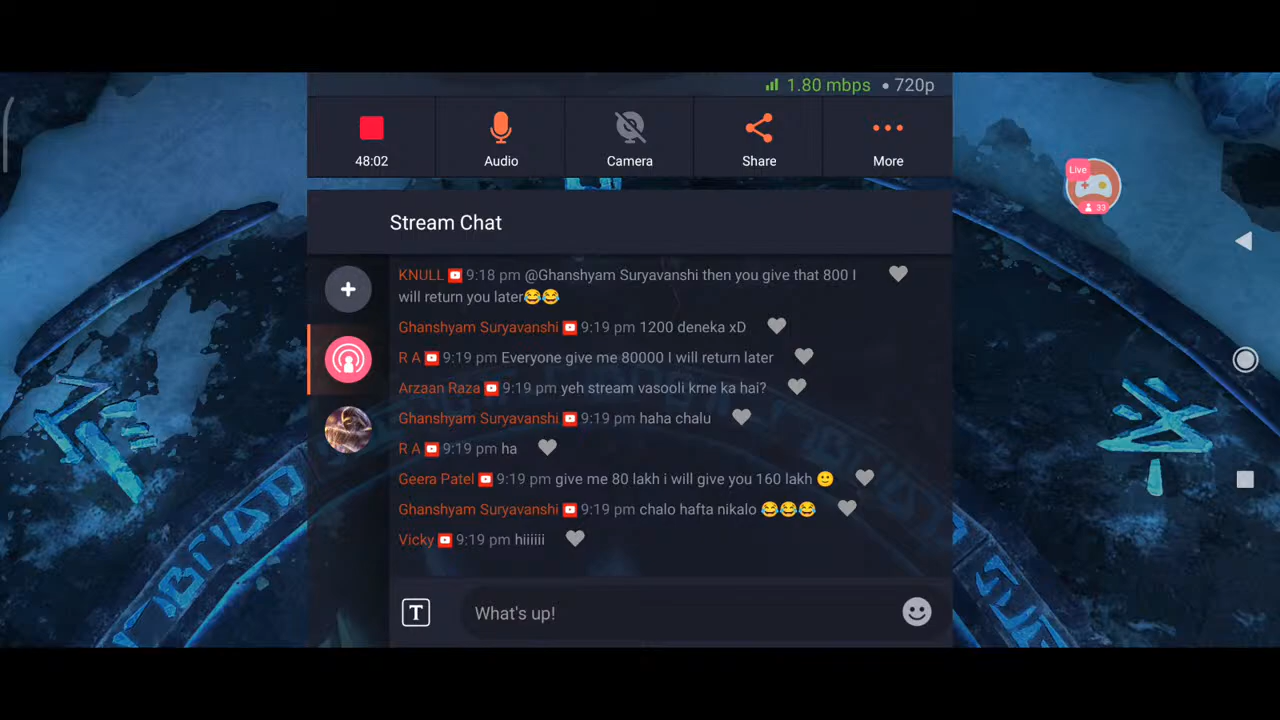 1.80 mbps • 720p
48:02
Audio
Camera
Share
More
Live
33
Stream Chat
KNULL 9:18 pm @Ghanshyam Suryavanshi then you give that 800 I
will return you later😂😂
Ghanshyam Suryavanshi 9:19 pm 1200 deneka xD
R A 9:19 pm Everyone give me 80000 I will return later
Arzaan Raza 9:19 pm yeh stream vasooli krne ka hai?
Ghanshyam Suryavanshi 9:19 pm haha chalu
R A 9:19 pm ha
Geera Patel 9:19 pm give me 80 lakh i will give you 160 lakh 🙂
Ghanshyam Suryavanshi 9:19 pm chalo hafta nikalo 😂😂😂
Vicky 9:19 pm hiiiiii
T
What's up!